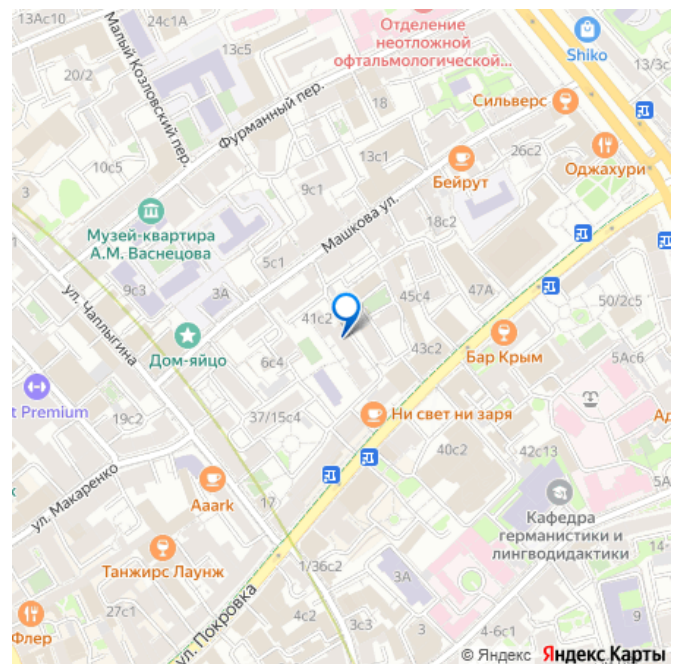 13Ас10
24с1А
Отделение
неотложной
офтальмологической...
Shiko
13/3с
Малый Козловский пер.
13с5
20/2
Фурманный пер.
18
Сильверс
26с2
13с1
Бейрут
Оджахури
10с5
3
9с1
Музей-квартира
А.М. Васнецова
Машкова ул.
18с2
5с1
9с3
3А
ул. Чаплыгина
41с2
45с4
47А
50/2с5
Дом-яйцо
6с4
43с2
Бар Крым
5Ас6
t Premium
19с2
37/15с4
Ни свет ни заря
Ад
40с2
42с13
ул. Макаренко
Aaark
17
5А
Кафедра
германистики и
лингводидактики
14-
Танжирс Лаунж
1/36с2
3А
27с1
Флер
ул. Покровка
4с2
3с3
3
4-6с1
9
© Яндекс Яндекс Карты